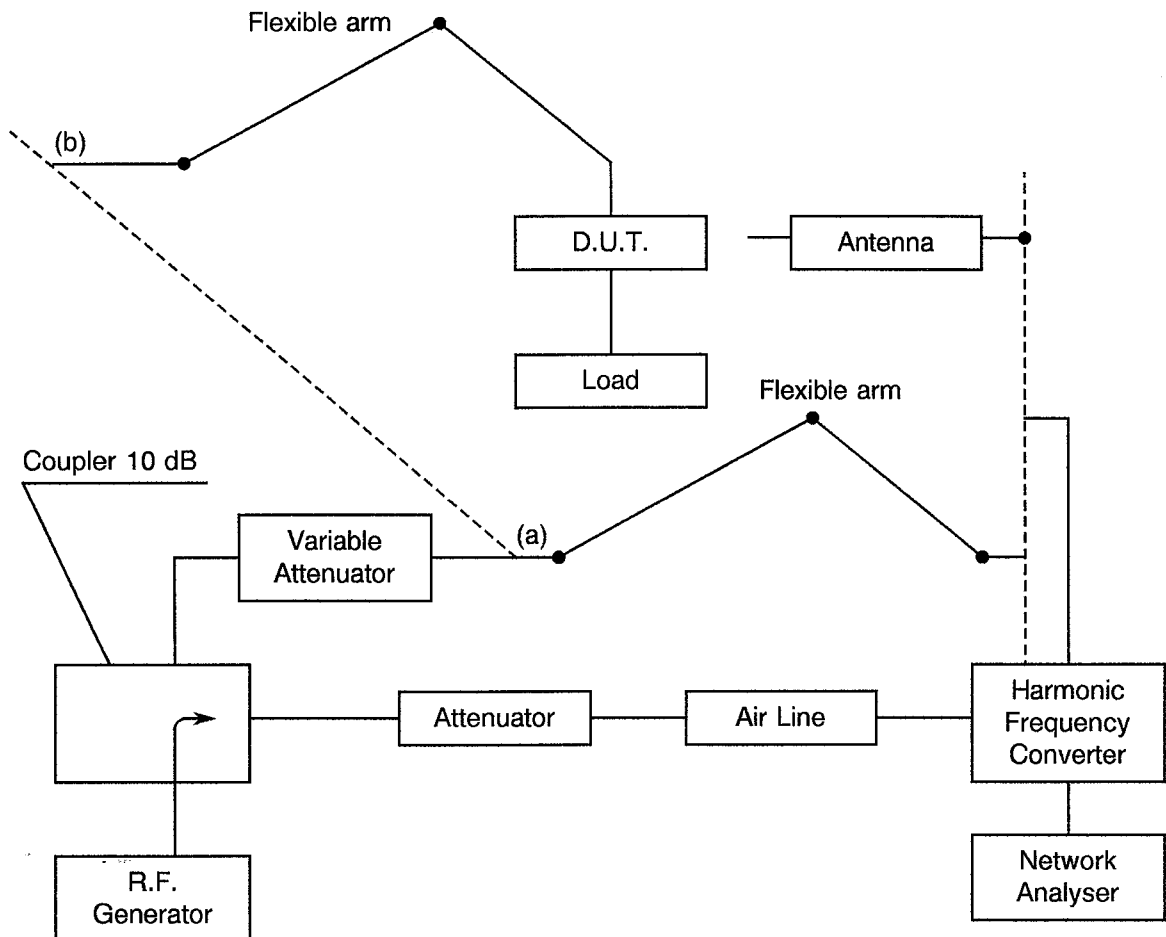 Flexible arm
(b)
D.U.T.
Antenna
Load
Flexible arm
Coupler 10 dB
Variable
Attenuator
(a)
Attenuator
Air Line
Harmonic
Frequency
Converter
R.F.
Generator
Network
Analyser